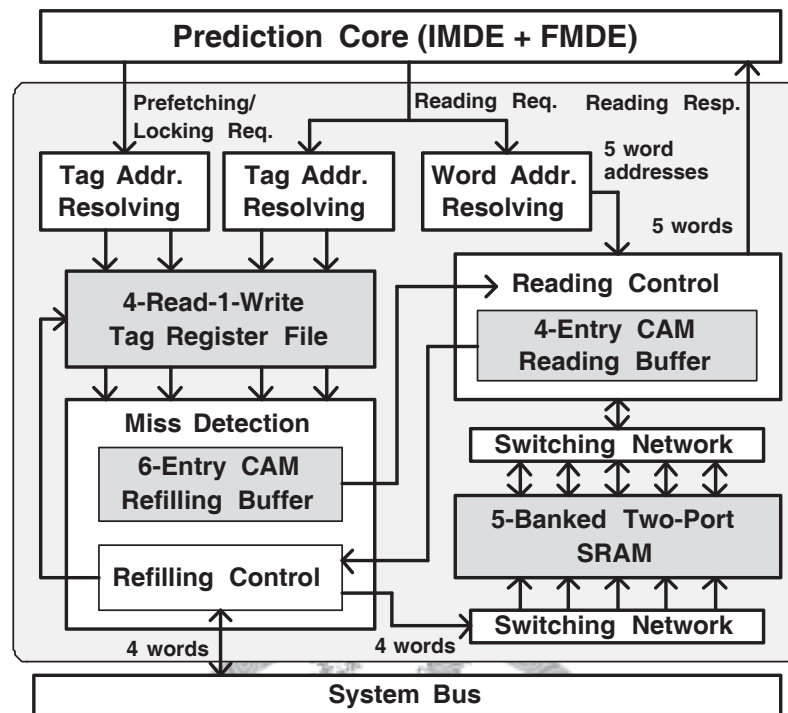 Prediction Core (IMDE + FMDE)
Prefetching/
Locking Req.
Reading Req.
Reading Resp.
Tag Addr.
Resolving
Tag Addr.
Resolving
Word Addr.
Resolving
5 word
addresses
5 words
4-Read-1-Write
Tag Register File
Reading Control
4-Entry CAM
Reading Buffer
Miss Detection
6-Entry CAM
Refilling Buffer
Switching Network
5-Banked Two-Port
SRAM
Refilling Control
Switching Network
4 words
4 words
System Bus